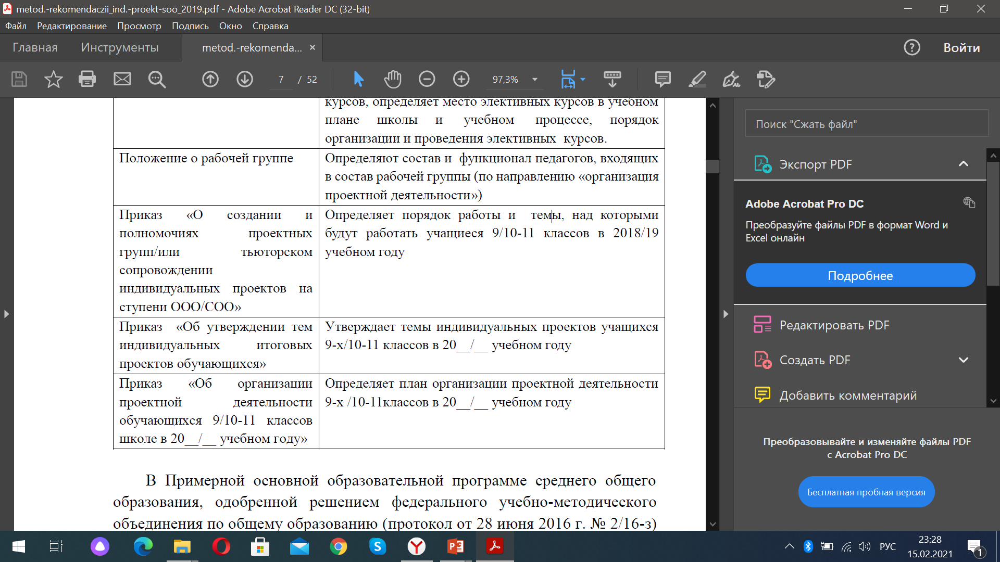 metod.-rekomendaczii_ind.-proekt-soo_2019.pdf - Adobe Acrobat Reader DC (32-bit)
Файл Редактирование Просмотр Подпись Окно Справка
Главная Инструменты metod.-rekomenda... × ? Войти
7 / 52 97,3%
курсов, определяет место элективных курсов в учебном
плане школы и учебном процессе, порядок
организации и проведения элективных курсов.
Положение о рабочей группе
Определяют состав и функционал педагогов, входящих
в состав рабочей группы (по направлению «организация
проектной деятельности»)
Приказ «О создании и
полномочиях проектных
групп/или тьюторском
сопровождении
индивидуальных проектов на
ступени ООО/СОО»
Определяет порядок работы и темы, над которыми
будут работать учащиеся 9/10-11 классов в 2018/19
учебном году
Приказ «Об утверждении тем
индивидуальных итоговых
проектов обучающихся»
Утверждает темы индивидуальных проектов учащихся
9-х/10-11 классов в 20__/__ учебном году
Приказ «Об организации
проектной деятельности
обучающихся 9/10-11 классов
школе в 20__/__ учебном году»
Определяет план организации проектной деятельности
9-х /10-11классов в 20__/__ учебном году
В Примерной основной образовательной программе среднего общего
образования, одобренной решением федерального учебно-методического
объединения по общему образованию (протокол от 28 июня 2016 г. № 2/16-з)
Поиск "Сжать файл"
Экспорт PDF
Adobe Acrobat Pro DC
Преобразуйте файлы PDF в формат Word и
Excel онлайн
Подробнее
Редактировать PDF
Создать PDF
Добавить комментарий
Преобразовывайте и изменяйте файлы PDF
с Acrobat Pro DC
Бесплатная пробная версия
РУС
23:28
15.02.2021
1